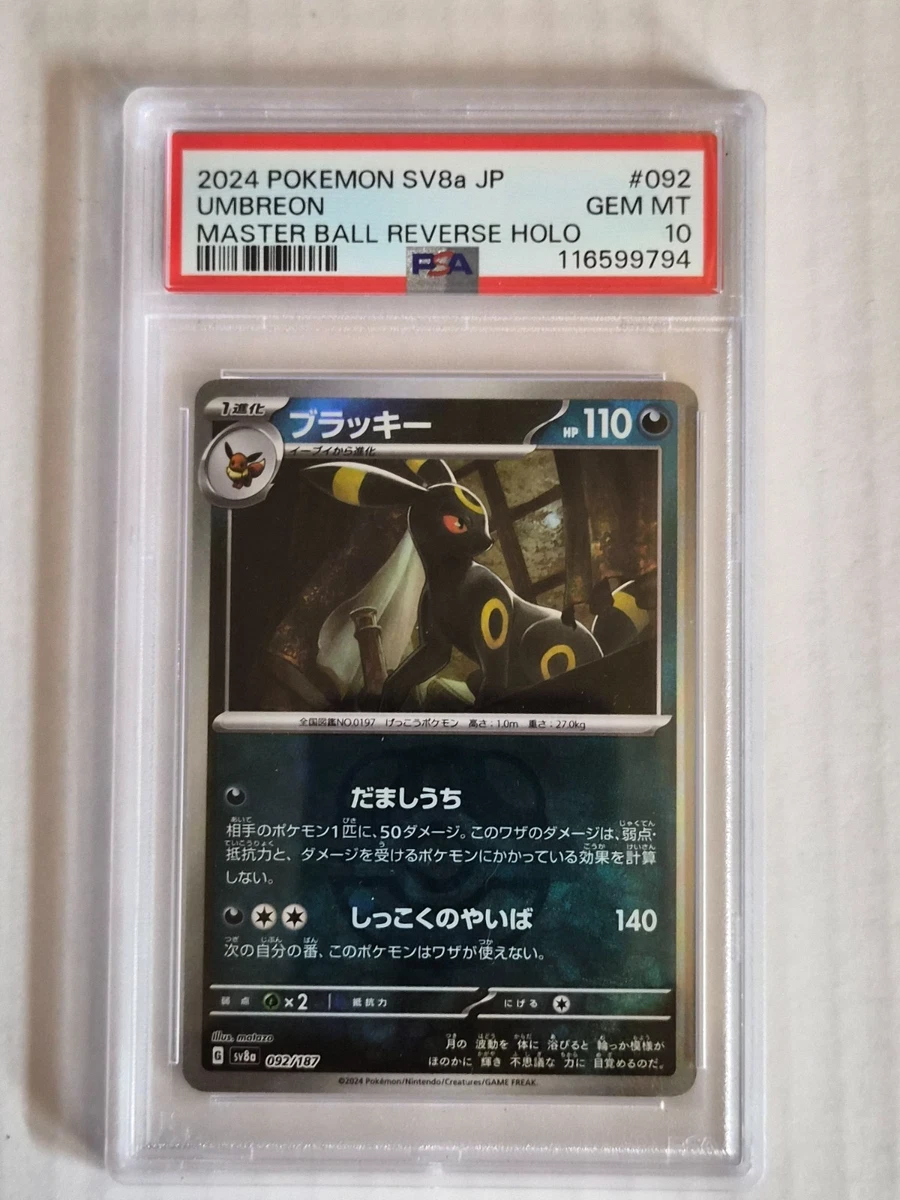 2024 POKEMON SV8a JP #092
UMBREON GEM MT
MASTER BALL REVERSE HOLO 10
PSA 116599794
1進化 ブラッキー HP 110
イーブイから進化
全国図鑑NO.0197 げっこうポケモン 高さ:1.0m 重さ:27.0kg
だましうち
相手のポケモン1匹に、50ダメージ。このワザのダメージは、弱点・
抵抗力と、ダメージを受けるポケモンにかかっている効果を計算
しない。
しっこくのやいば 140
次の自分の番、このポケモンはワザが使えない。
弱点 ×2 抵抗力 にげる
illus. matazo
月の 波動を 体に 浴びると 輪っか模様が
G SV8a 092/187 ほのかに 輝き 不思議な 力に 目覚めるのだ。
©2024 Pokémon/Nintendo/Creatures/GAME FREAK.